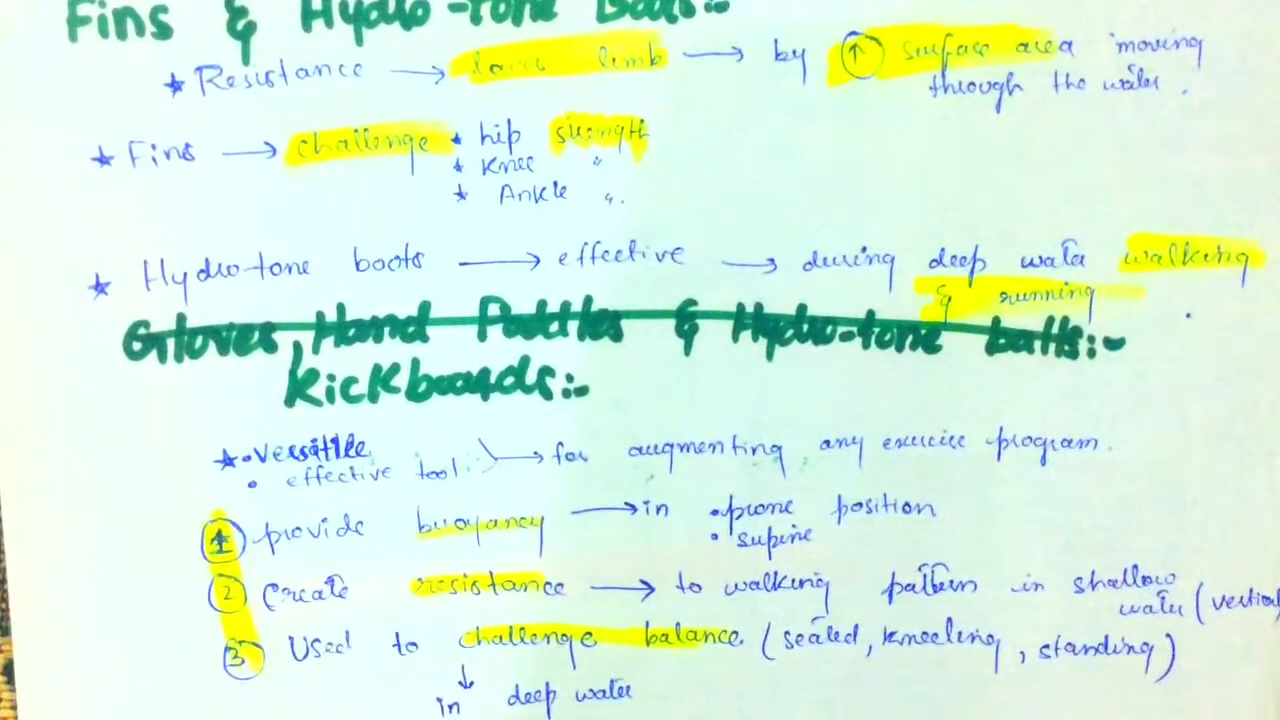 Fins & Hydro-tone Balls:-
★ Resistance → lower limb → by ↑ surface area moving
through the water.
★ Fins → challenge ★ hip strength
★ Knee "
★ Ankle ".
★ Hydro-tone boots → effective → during deep water walking
& running
Gloves, Hand Paddles & Hydro-tone balls:-
Kickboards:-
★ • versatile
• effective tool. → for augmenting any exercise program.
1 provide buoyancy → in • prone position
• supine
2 Create resistance → to walking pattern in shallow
water (vertical
3 Used to challenge balance (seated, kneeling, standing)
↓
in deep water